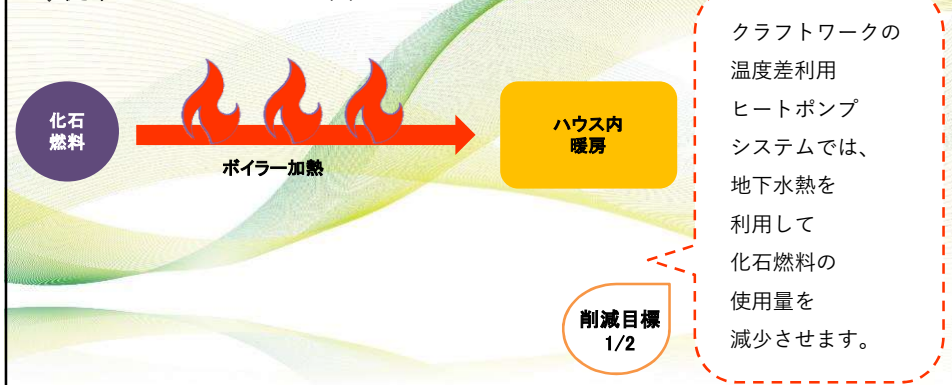 化石
燃料
ボイラー加熱
ハウス内
暖房
クラフトワークの
温度差利用
ヒートポンプ
システムでは、
地下水熱を
利用して
化石燃料の
使用量を
減少させます。
削減目標
1/2